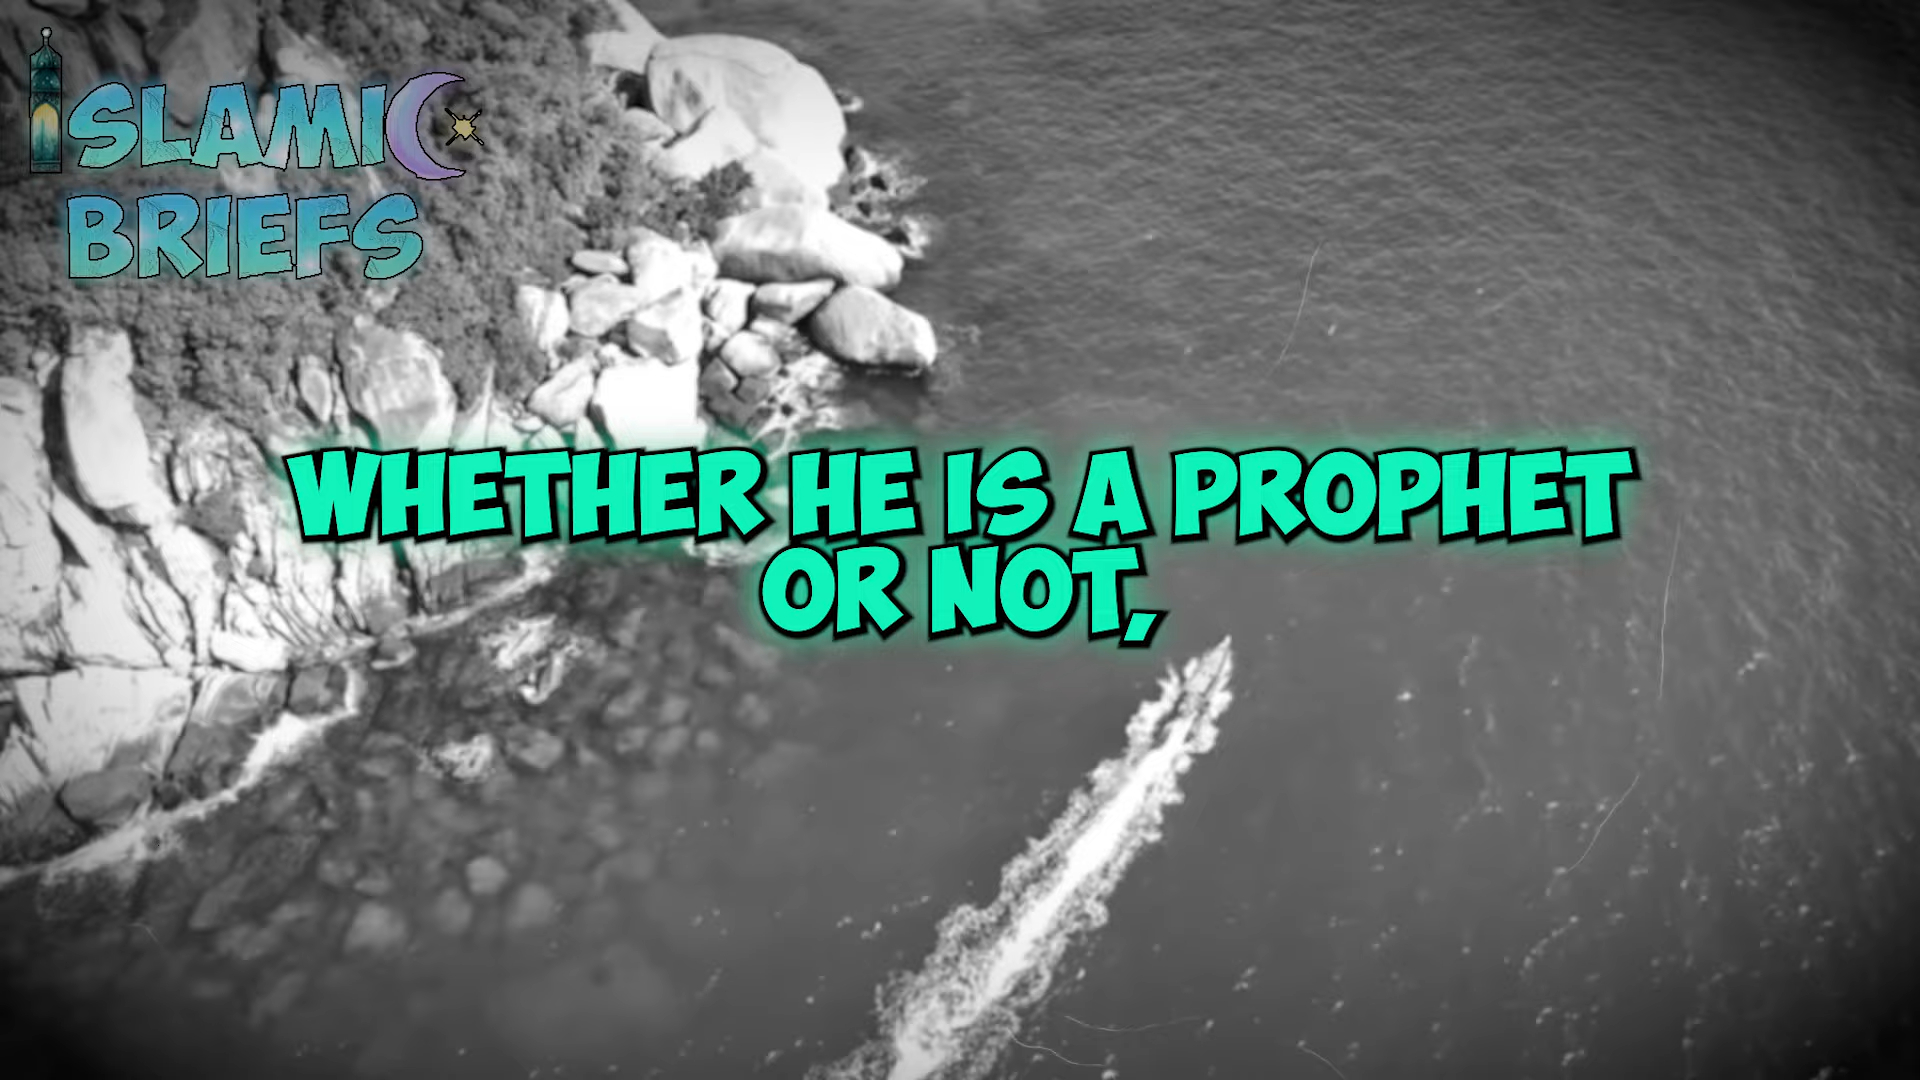 ISLAMIC
BRIEFS
WHETHER HE IS A PROPHET
OR NOT,